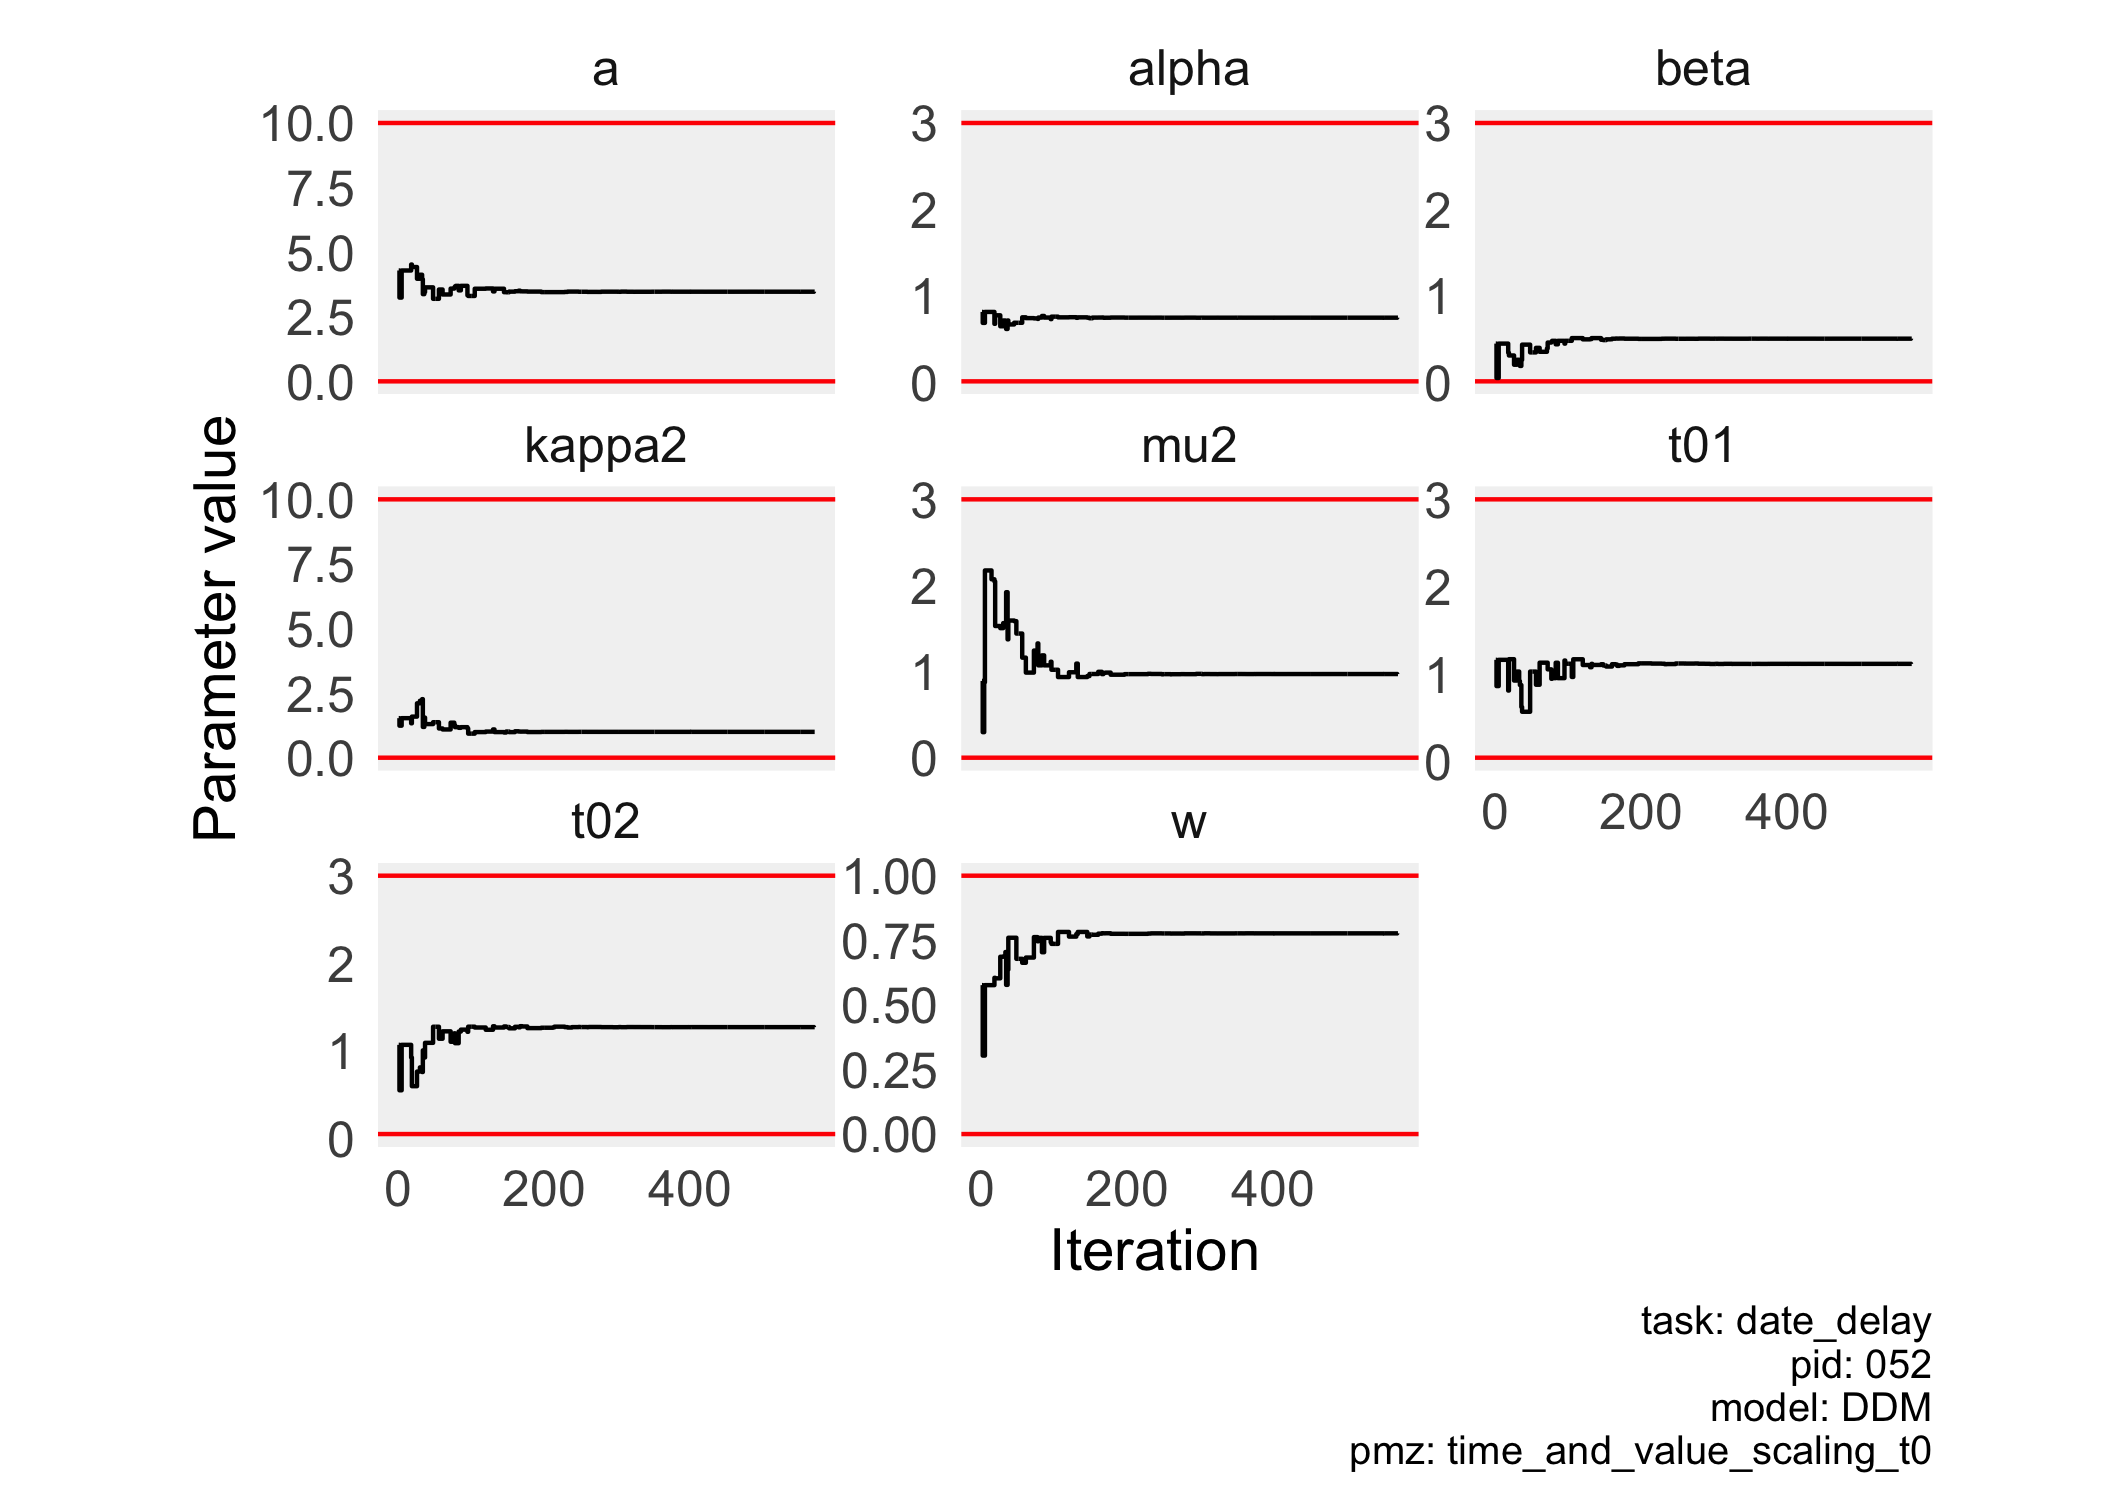 a
alpha
beta
10.0
7.5
5.0
2.5
0.0
3
2
1
0
3
2
1
0
kappa2
mu2
t01
10.0
7.5
5.0
2.5
0.0
3
2
1
0
3
2
1
0
0 200 400
t02
w
3
2
1
0
1.00
0.75
0.50
0.25
0.00
0 200 400
0 200 400
Parameter value
Iteration
task: date_delay
pid: 052
model: DDM
pmz: time_and_value_scaling_t0